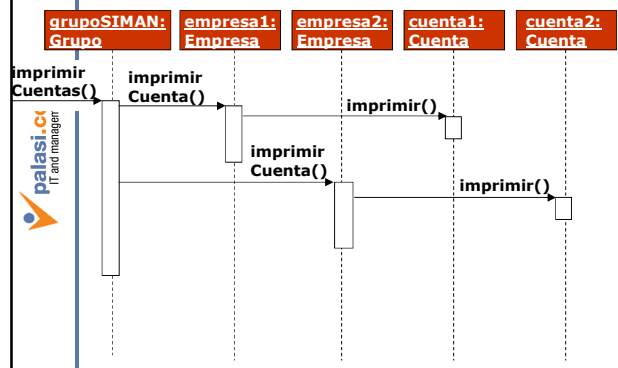 grupoSIMAN:
Grupo
empresa1:
Empresa
empresa2:
Empresa
cuenta1:
Cuenta
cuenta2:
Cuenta
imprimir
Cuentas()
imprimir
Cuenta()
imprimir()
imprimir
Cuenta()
imprimir()
palasi.co
IT and managem